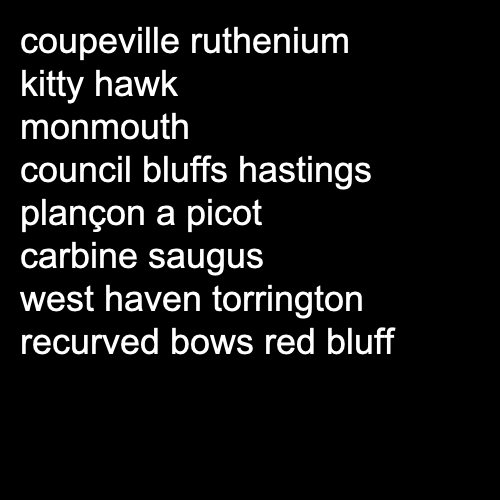 coupeville ruthenium
kitty hawk
monmouth
council bluffs hastings
plançon a picot
carbine saugus
west haven torrington
recurved bows red bluff